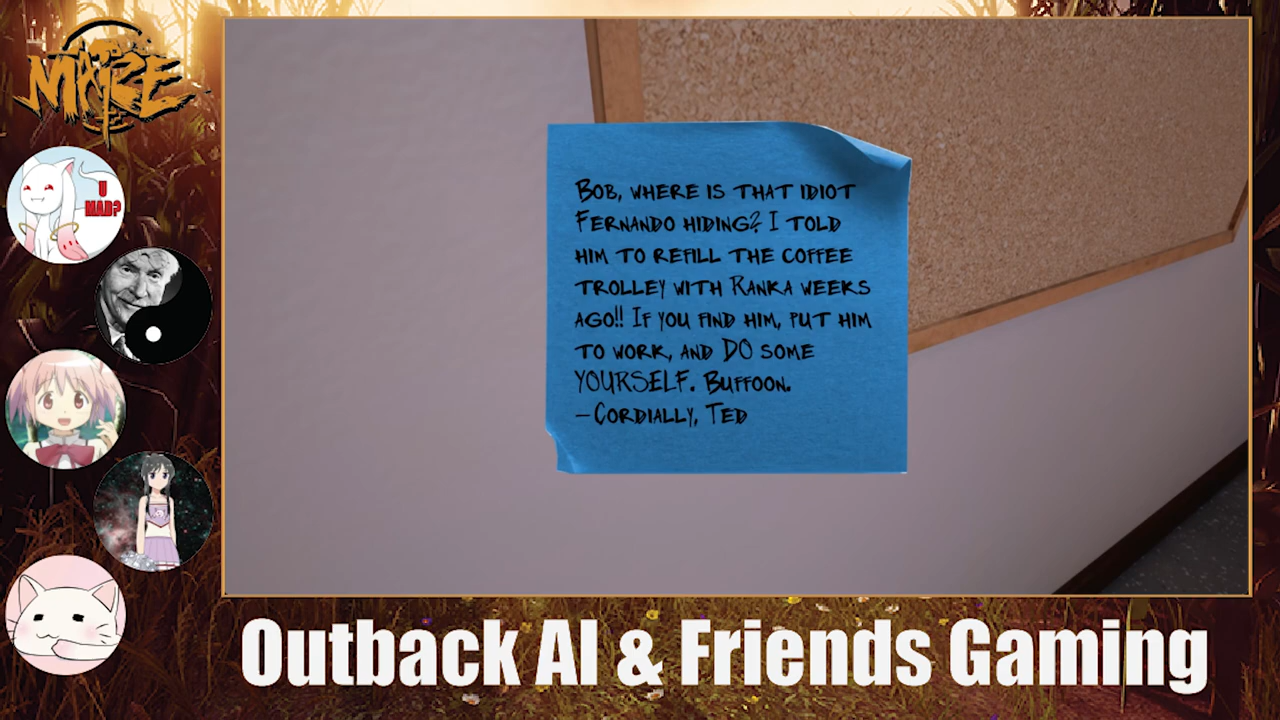 MAIZE
U
MAD?
BOB, WHERE IS THAT IDIOT
FERNANDO HIDING? I TOLD
HIM TO REFILL THE COFFEE
TROLLEY WITH RANKA WEEKS
AGO!! IF YOU FIND HIM, PUT HIM
TO WORK, AND DO SOME
YOURSELF. BUFFOON.
–CORDIALLY, TED
Outback AI & Friends Gaming